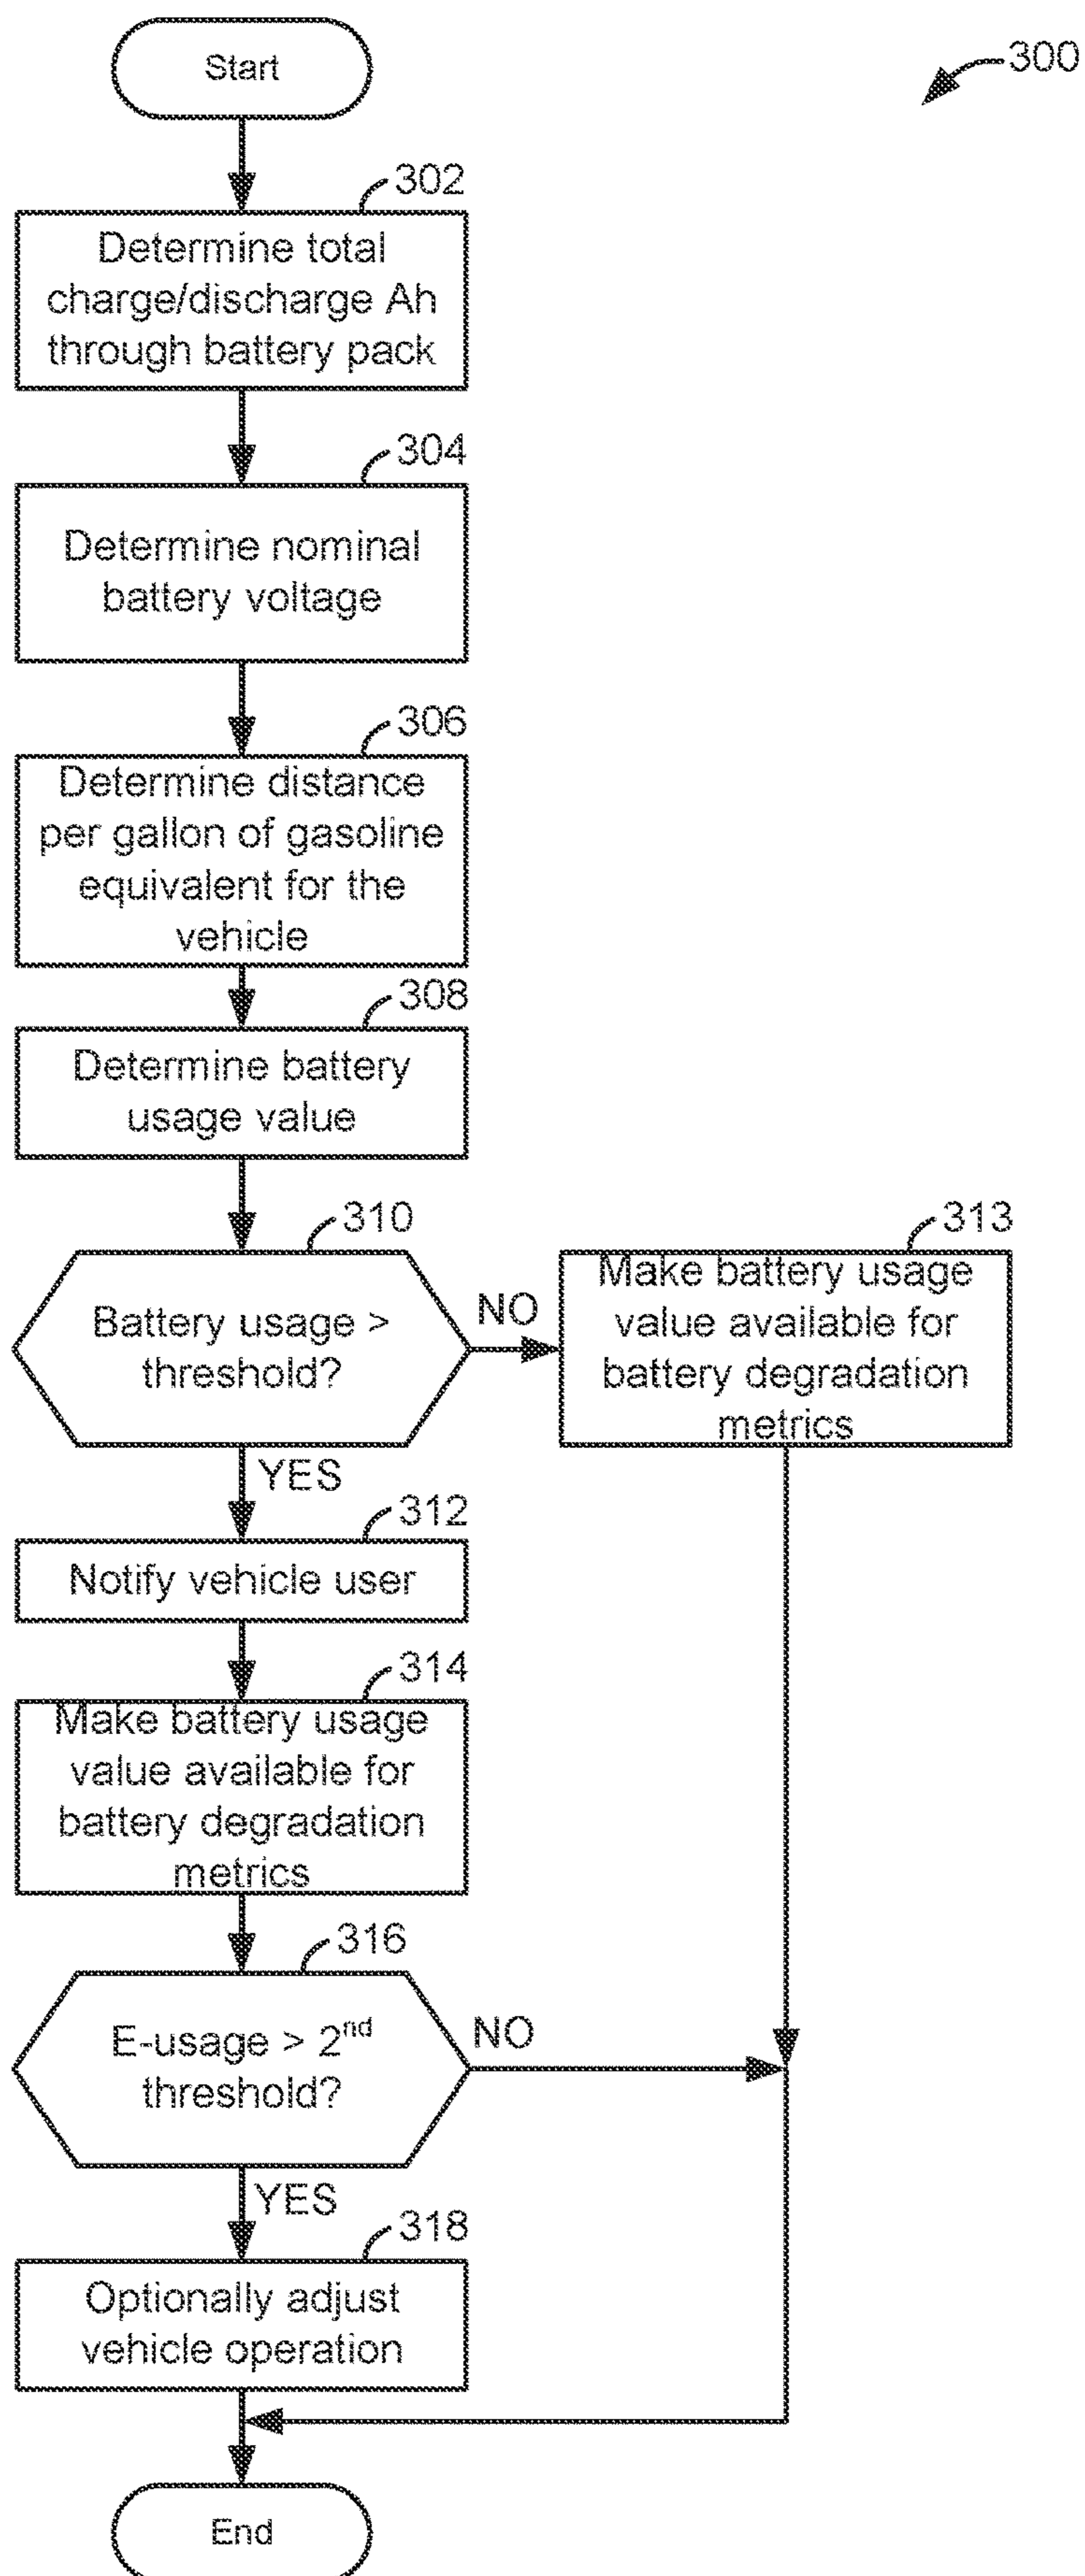 Start
300
302
Determine total
charge/discharge Ah
through battery pack
304
Determine nominal
battery voltage
306
Determine distance
per gallon of gasoline
equivalent for the
vehicle
308
Determine battery
usage value
310
Battery usage >
threshold?
NO
313
Make battery usage
value available for
battery degradation
metrics
YES
312
Notify vehicle user
314
Make battery usage
value available for
battery degradation
metrics
316
E-usage > 2nd
threshold?
NO
YES
318
Optionally adjust
vehicle operation
End